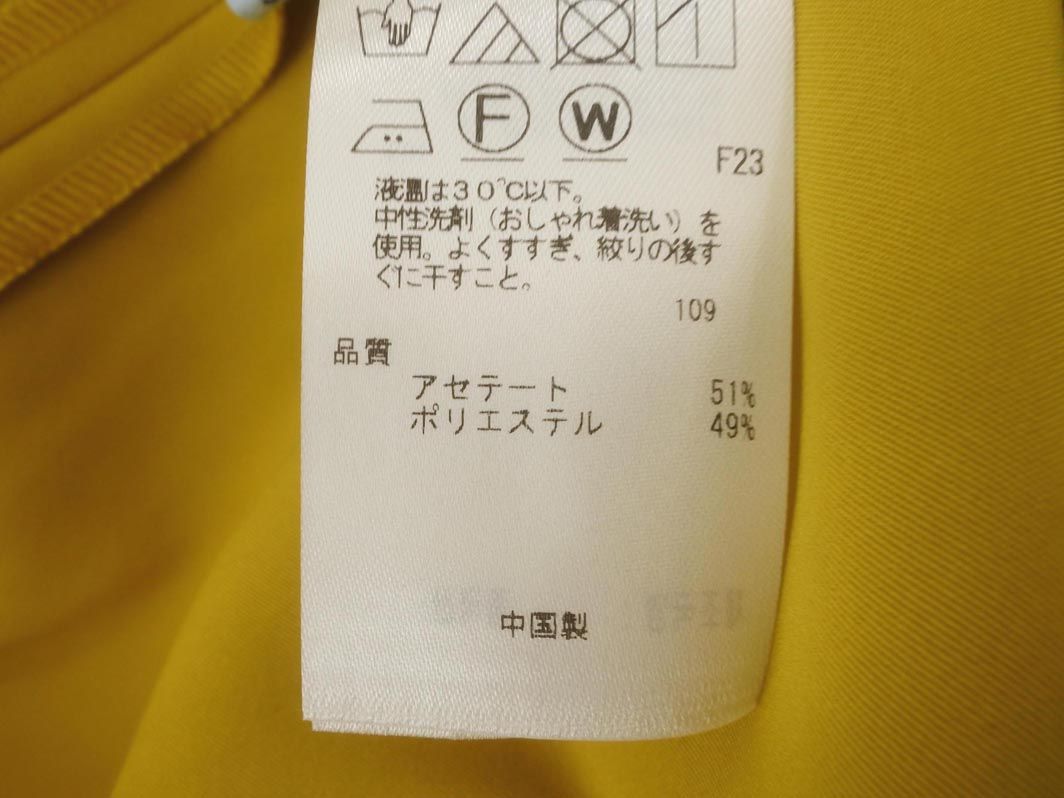 F
W
F23
液温は30℃以下。
中性洗剤（おしゃれ着洗い）を
使用。よくすすぎ、絞りの後す
ぐに干すこと。
109
品質
アセテート 51%
ポリエステル 49%
中国製